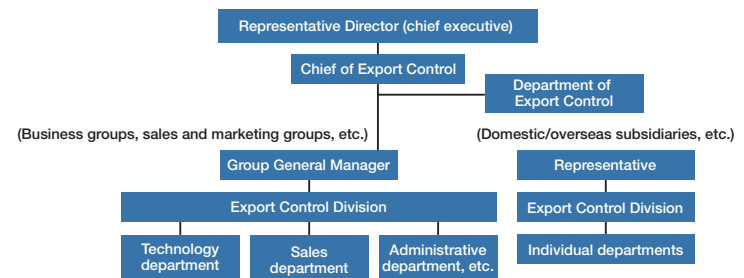 Representative Director (chief executive)
Chief of Export Control
Department of
Export Control
(Business groups, sales and marketing groups, etc.)
(Domestic/overseas subsidiaries, etc.)
Group General Manager
Representative
Export Control Division
Export Control Division
Technology
department
Sales
department
Administrative
department, etc.
Individual departments